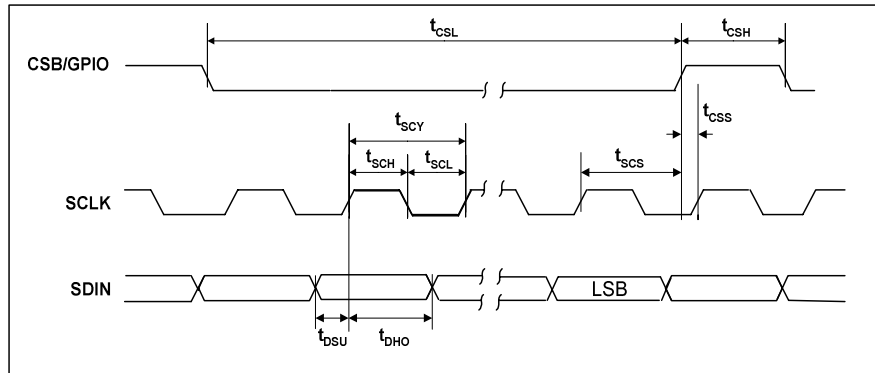 tCSL
tCSH
CSB/GPIO
tCSS
tSCY
tSCH
tSCL
tSCS
SCLK
SDIN
LSB
tDSU
tDHO